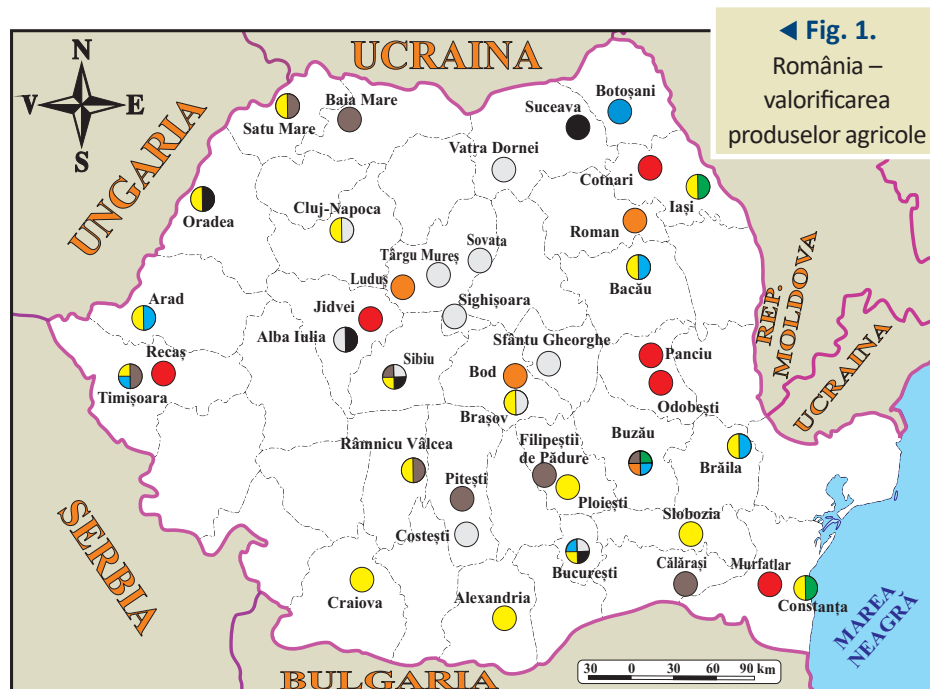 ◀ Fig. 1.
România –
valorificarea
produselor agricole
UCRAINA
N
V
E
S
UNGARIA
Baia Mare
Satu Mare
Suceava
Botoșani
Vatra Dornei
Cotnari
Iași
Oradea
Cluj-Napoca
Roman
Sovata
Târgu Mureș
Luduș
Bacău
REP.
MOLDOVA
Arad
Jidvei
Sighișoara
Alba Iulia
Sfântu Gheorghe
Recaș
Sibiu
Bod
Panciu
UCRAINA
Timișoara
Odobești
Brașov
Râmnicu Vâlcea
Filipeștii
de Pădure
Buzău
Brăila
Pitești
Ploiești
SERBIA
Costești
Slobozia
București
Călărași
Murfatlar
Craiova
Alexandria
Constanța
MAREA
NEAGRĂ
30 0 30 60 90 km
BULGARIA